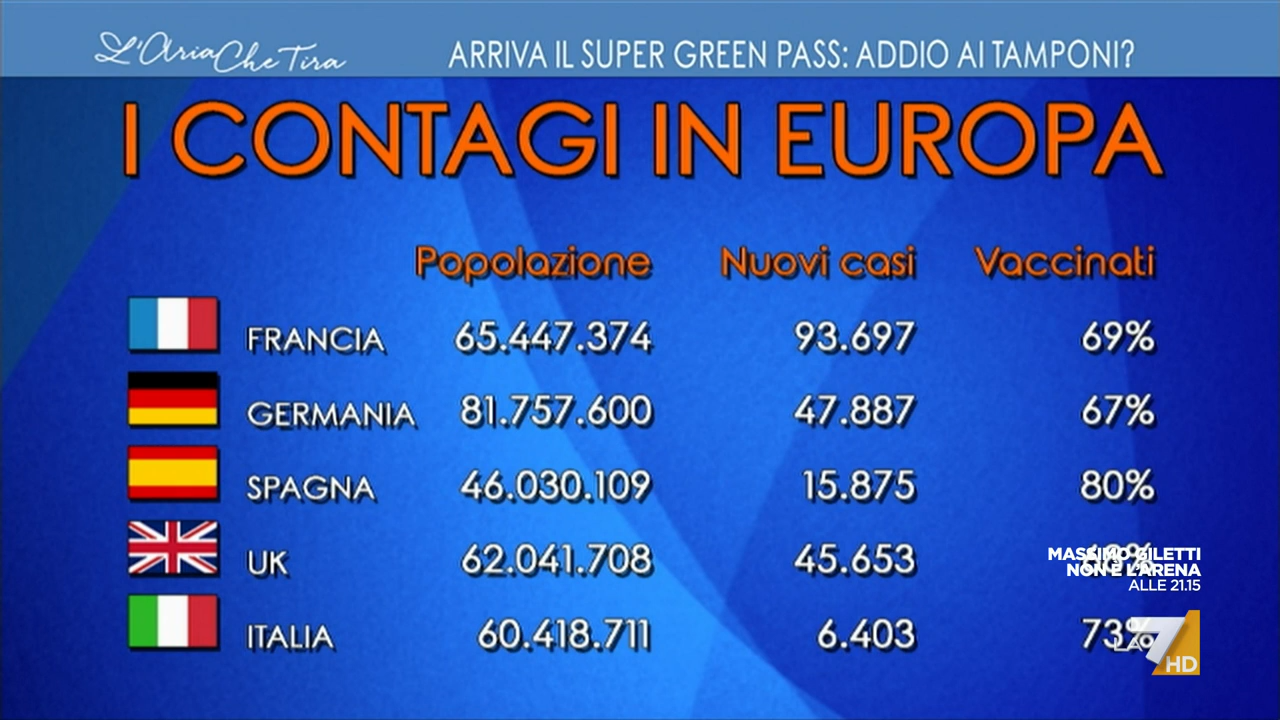 L'Aria Che Tira ARRIVA IL SUPER GREEN PASS: ADDIO AI TAMPONI?
I CONTAGI IN EUROPA
Popolazione Nuovi casi Vaccinati
FRANCIA 65.447.374 93.697 69%
GERMANIA 81.757.600 47.887 67%
SPAGNA 46.030.109 15.875 80%
UK 62.041.708 45.653
MASSIMO GILETTI
NON È L'ARENA
ALLE 21.15
ITALIA 60.418.711 6.403 73%
LA 7 HD